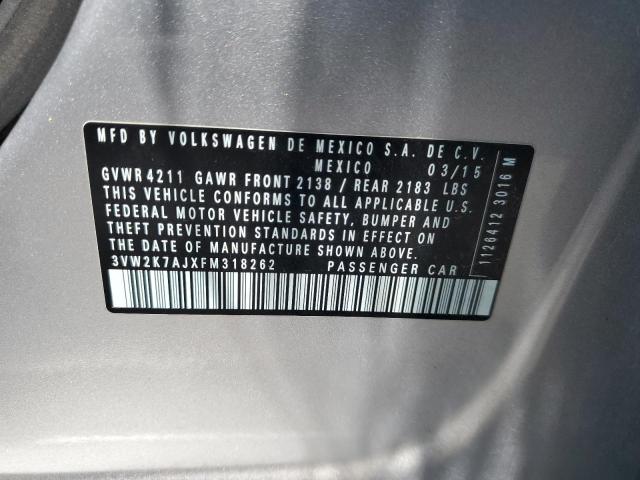 MFD BY VOLKSWAGEN DE MEXICO S.A. DE C.V.
MEXICO 03/15
GVWR 4211 GAWR FRONT 2138 / REAR 2183 LBS
THIS VEHICLE CONFORMS TO ALL APPLICABLE U.S.
FEDERAL MOTOR VEHICLE SAFETY, BUMPER AND
THEFT PREVENTION STANDARDS IN EFFECT ON
THE DATE OF MANUFACTURE SHOWN ABOVE.
3VW2K7AJXFM318262 PASSENGER CAR
1126412 3016 M